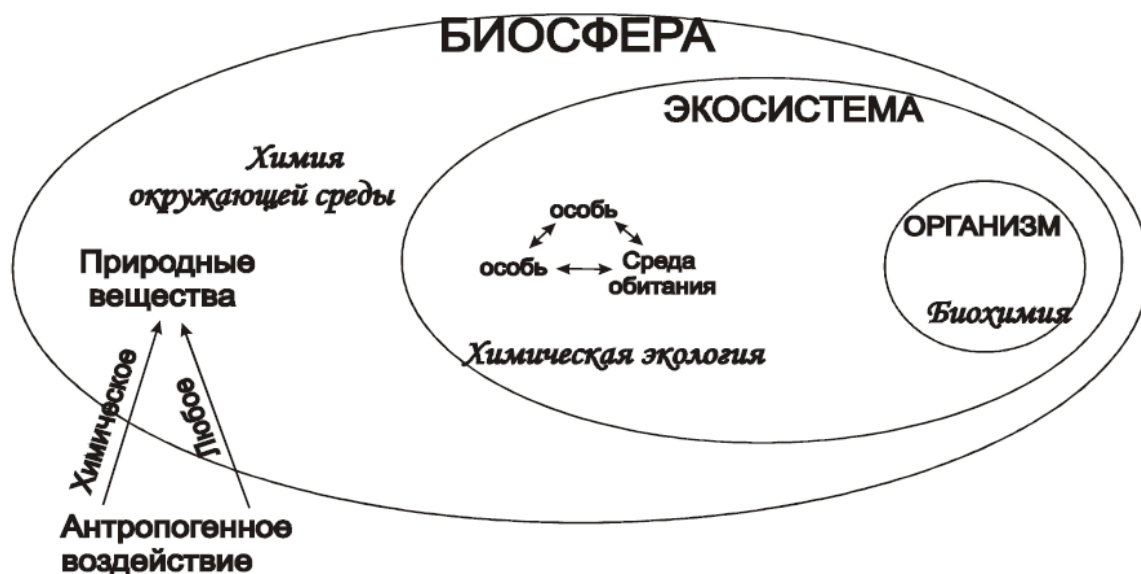 БИОСФЕРА
ЭКОСИСТЕМА
Химия
окружающей среды
особь
ОРГАНИЗМ
Природные
вещества
особь
Среда
обитания
Биохимия
Химическая экология
Химическое
Любое
Антропогенное
воздействие